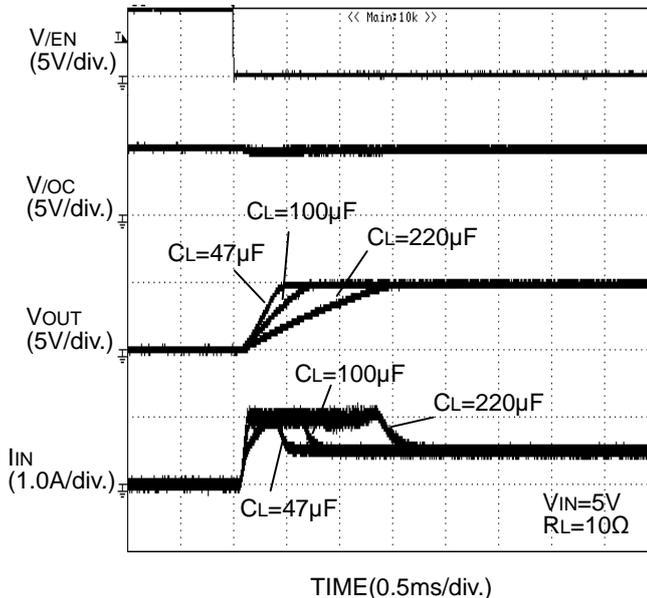 << Main:10k >>
V/EN
(5V/div.)
T
V/OC
(5V/div.)
CL=100µF
CL=220µF
CL=47µF
VOUT
(5V/div.)
CL=100µF
CL=220µF
IIN
(1.0A/div.)
CL=47µF
VIN=5V
RL=10Ω
TIME(0.5ms/div.)